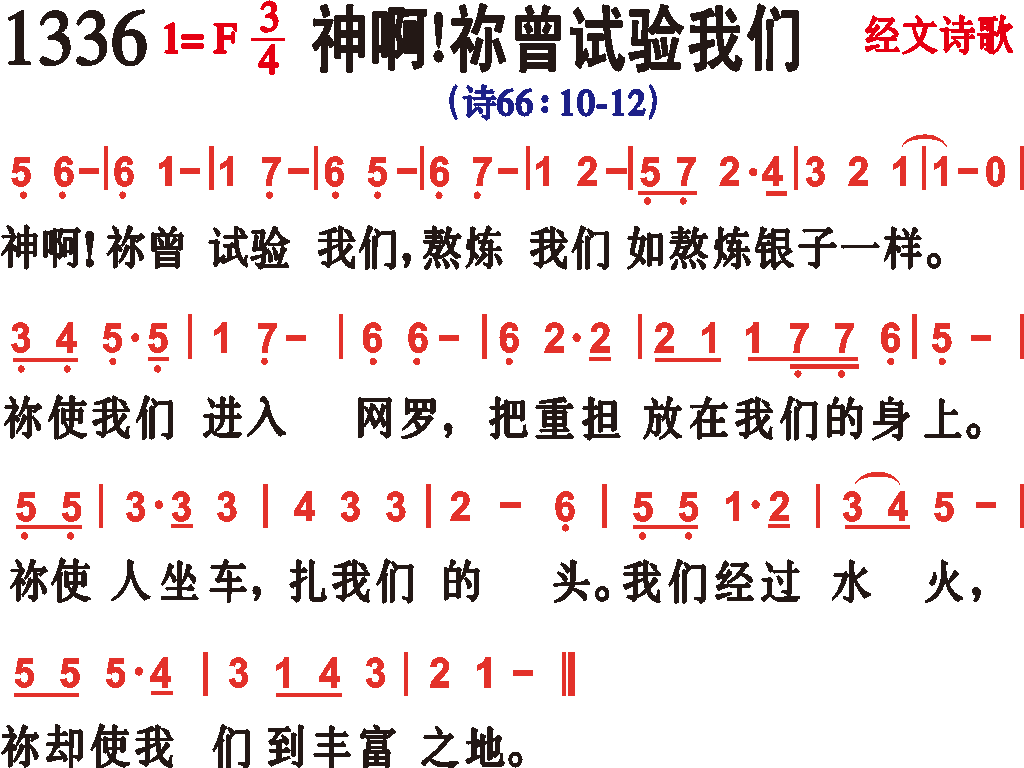 1336 1=F 3/4 神啊!祢曾试验我们 经文诗歌
（诗66：10-12）
5 6-|6 1-|1 7-|6 5-|6 7-|1 2-|5 7 2·4|3 2 1|1-0|
神啊!祢曾 试验 我们,熬炼 我们 如熬炼银子一样。
3 4 5·5|1 7-|6 6-|6 2·2|2 1 1 7 7 6|5-|
祢使我们 进入 网罗,把重担 放在我们的身上。
5 5|3·3 3|4 3 3|2 - 6|5 5 1·2|3 4 5-|
祢使 人坐车,扎我们 的 头。我们经过 水 火,
5 5 5·4|3 1 4 3|2 1-‖
祢却使我 们到丰富 之地。